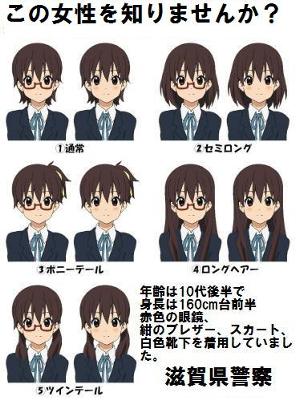 この女性を知りませんか？
①通常
②セミロング
③ポニーテール
④ロングヘアー
⑤ツインテール
年齢は10代後半で
身長は160cm台前半
赤色の眼鏡、
紺のブレザー、スカート、
白色靴下を着用していまし
た。
滋賀県警察